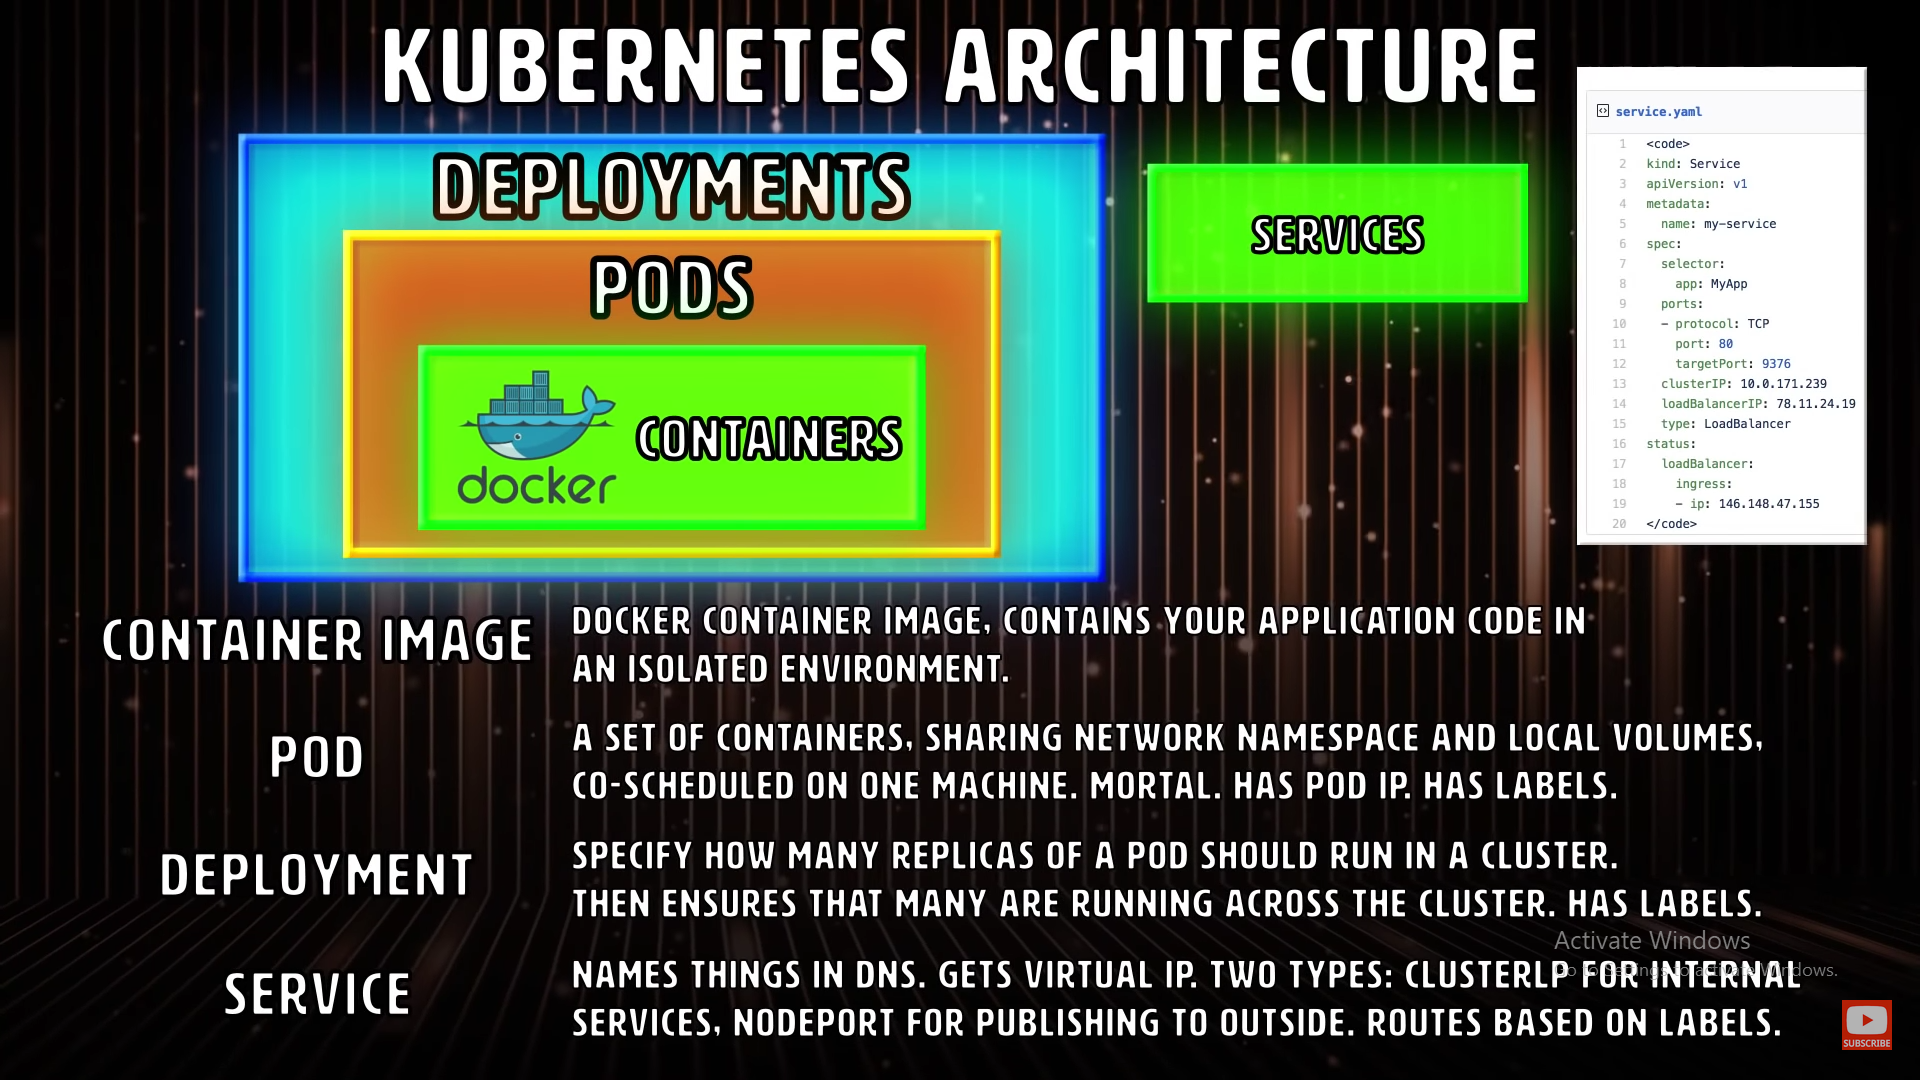 KUBERNETES ARCHITECTURE
DEPLOYMENTS
PODS
docker
CONTAINERS
SERVICES
service.yaml
1 <code>
2 kind: Service
3 apiVersion: v1
4 metadata:
5 name: my-service
6 spec:
7 selector:
8 app: MyApp
9 ports:
10 - protocol: TCP
11 port: 80
12 targetPort: 9376
13 clusterIP: 10.0.171.239
14 loadBalancerIP: 78.11.24.19
15 type: LoadBalancer
16 status:
17 loadBalancer:
18 ingress:
19 - ip: 146.148.47.155
20 </code>
CONTAINER IMAGE
DOCKER CONTAINER IMAGE, CONTAINS YOUR APPLICATION CODE IN
AN ISOLATED ENVIRONMENT.
POD
A SET OF CONTAINERS, SHARING NETWORK NAMESPACE AND LOCAL VOLUMES,
CO-SCHEDULED ON ONE MACHINE. MORTAL. HAS POD IP. HAS LABELS.
DEPLOYMENT
SPECIFY HOW MANY REPLICAS OF A POD SHOULD RUN IN A CLUSTER.
THEN ENSURES THAT MANY ARE RUNNING ACROSS THE CLUSTER. HAS LABELS.
SERVICE
NAMES THINGS IN DNS. GETS VIRTUAL IP. TWO TYPES: CLUSTERLP FOR INTERNAL
SERVICES, NODEPORT FOR PUBLISHING TO OUTSIDE. ROUTES BASED ON LABELS.
Activate Windows
Go to Settings to activate Windows.
SUBSCRIBE